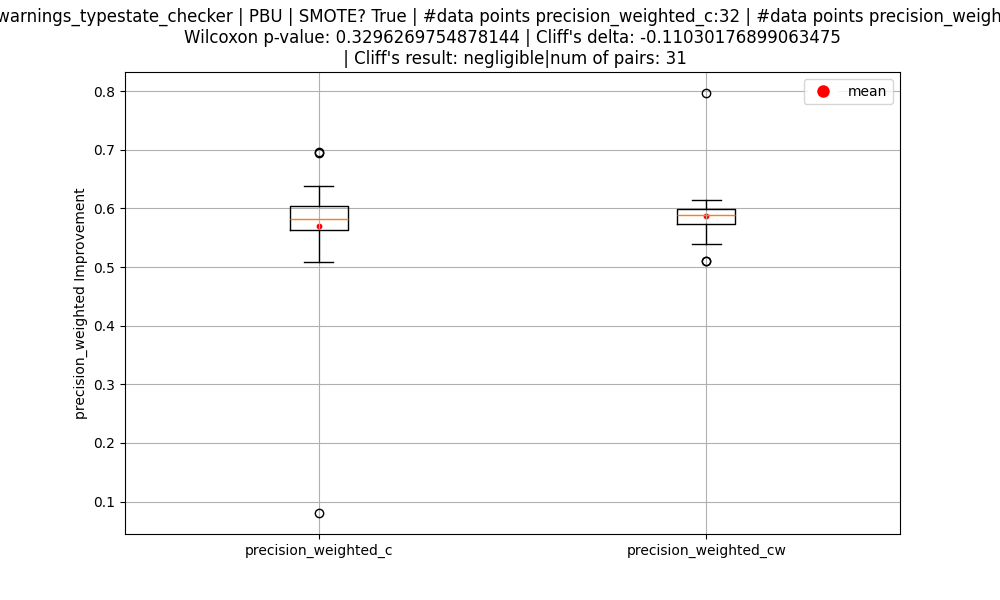 warnings_typestate_checker | PBU | SMOTE? True | #data points precision_weighted_c:32 | #data points
Wilcoxon p-value: 0.3296269754878144 | Cliff's delta: -0.11030176899063475
| Cliff's result: negligible|num of pairs: 31
mean
0.8
0.7
0.6
0.5
0.4
0.3
0.2
0.1
precision_weighted Improvement
precision_weighted_c
precision_weighted_cw